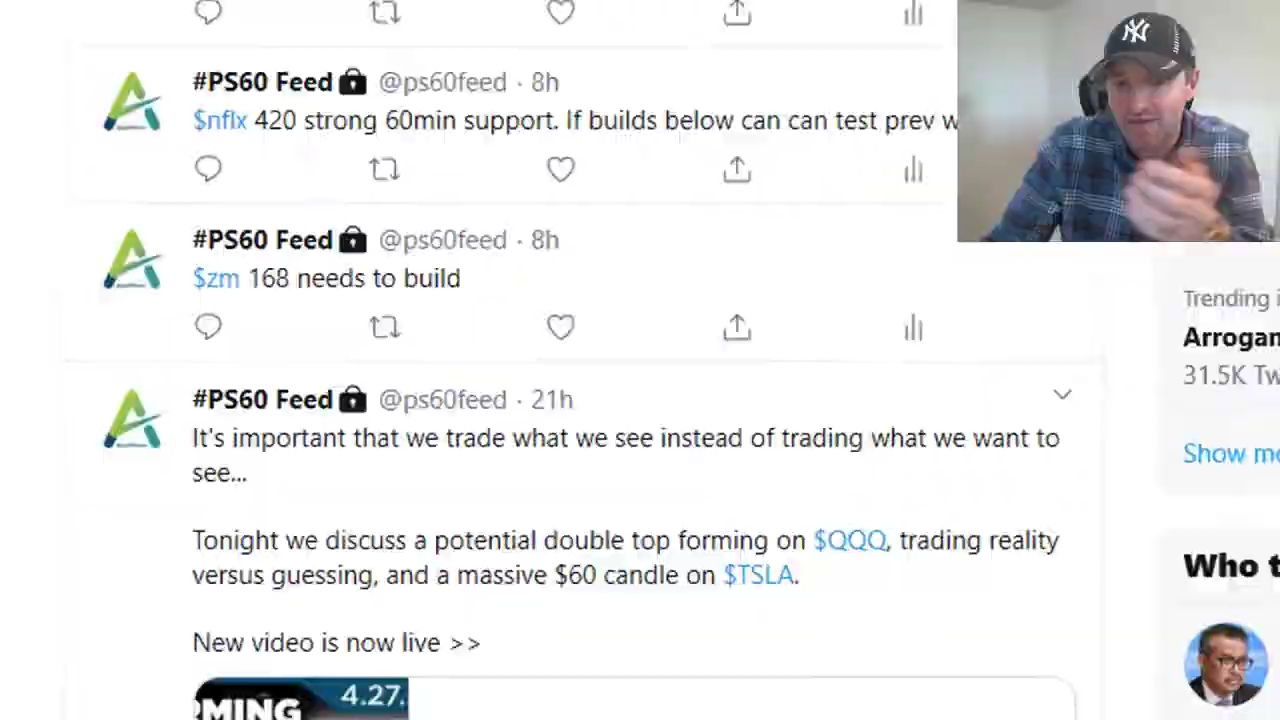 #PS60 Feed @ps60feed · 8h
$nflx 420 strong 60min support. If builds below can can test prev w
#PS60 Feed @ps60feed · 8h
$zm 168 needs to build
#PS60 Feed @ps60feed · 21h
It's important that we trade what we see instead of trading what we want to
see...
Tonight we discuss a potential double top forming on $QQQ, trading reality
versus guessing, and a massive $60 candle on $TSLA.
New video is now live >>
4.27.
RMING
Trending i
Arrogan
31.5K Tw
Show mo
Who t
NY